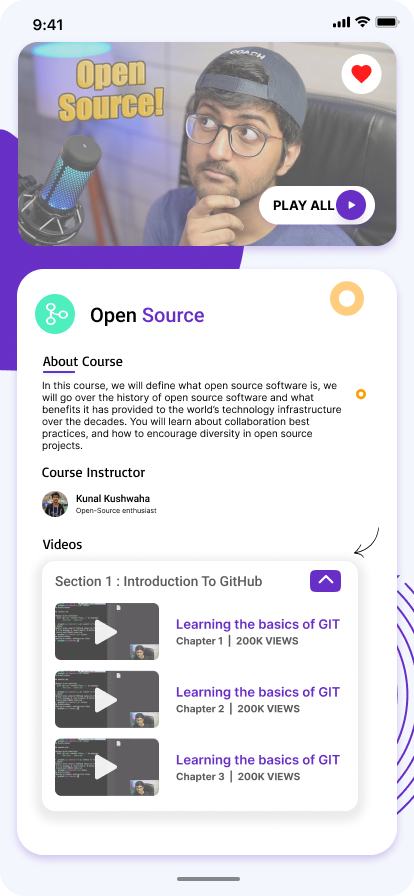 9:41
Open
Source!
COACH
PLAY ALL
Open Source
About Course
In this course, we will define what open source software is, we
will go over the history of open source software and what
benefits it has provided to the world's technology infrastructure
over the decades. You will learn about collaboration best
practices, and how to encourage diversity in open source
projects.
Course Instructor
Kunal Kushwaha
Open-Source enthusiast
Videos
Section 1 : Introduction To GitHub
Learning the basics of GIT
Chapter 1 | 200K VIEWS
Learning the basics of GIT
Chapter 2 | 200K VIEWS
Learning the basics of GIT
Chapter 3 | 200K VIEWS